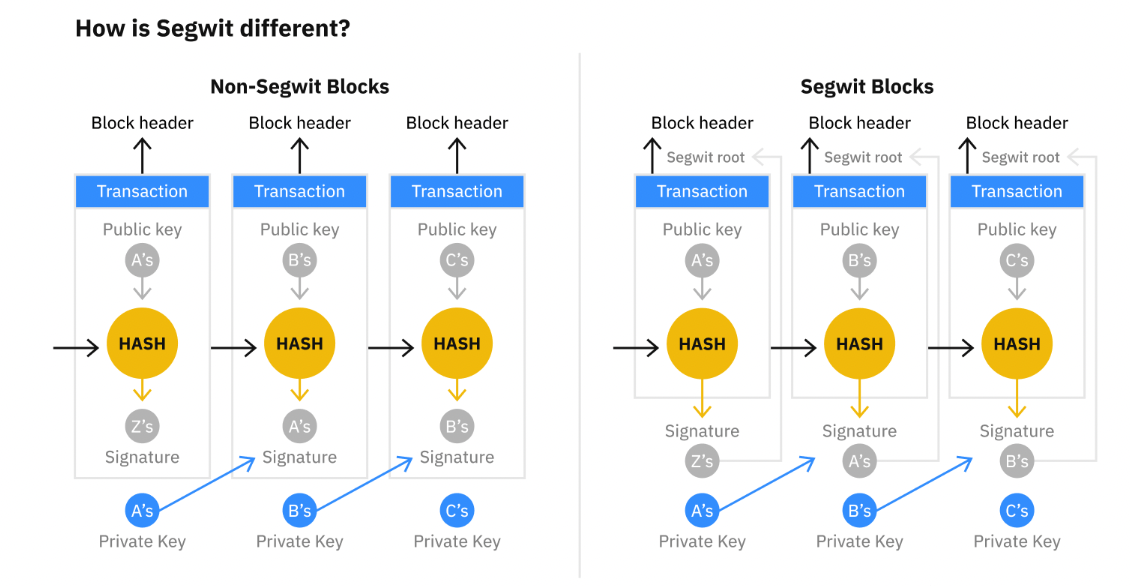 How is Segwit different?
Non-Segwit Blocks
Block header Block header Block header
Transaction Transaction Transaction
Public key Public key Public key
A’s B’s C’s
HASH HASH HASH
Z’s A’s B’s
Signature Signature Signature
A’s B’s C’s
Private Key Private Key Private Key
Segwit Blocks
Block header Block header Block header
Segwit root Segwit root Segwit root
Transaction Transaction Transaction
Public key Public key Public key
A’s B’s C’s
HASH HASH HASH
Signature Signature Signature
Z’s A’s B’s
A’s B’s C’s
Private Key Private Key Private Key